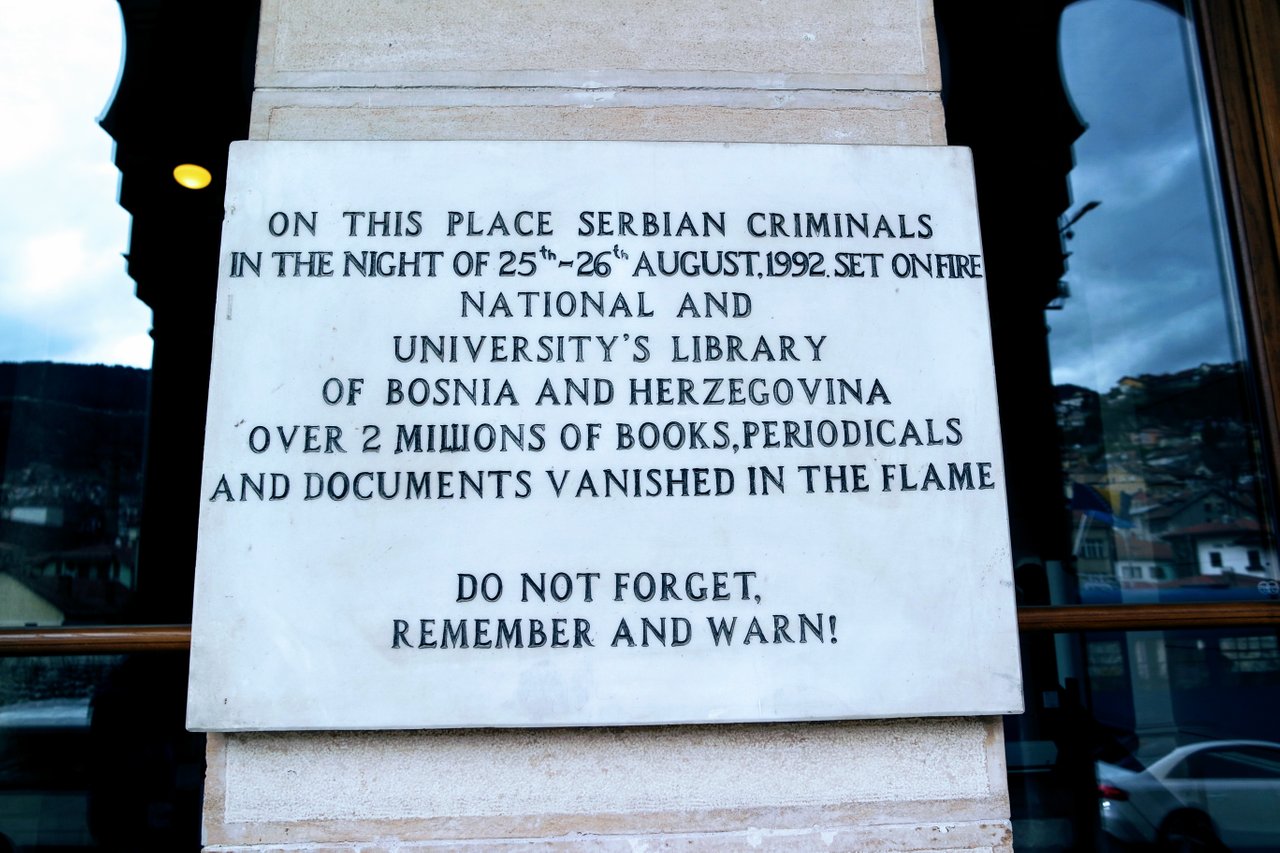 ON THIS PLACE SERBIAN CRIMINALS
IN THE NIGHT OF 25th-26th AUGUST, 1992. SET ON FIRE
NATIONAL AND
UNIVERSITY'S LIBRARY
OF BOSNIA AND HERZEGOVINA
OVER 2 MILLIONS OF BOOKS, PERIODICALS
AND DOCUMENTS VANISHED IN THE FLAME
DO NOT FORGET,
REMEMBER AND WARN!